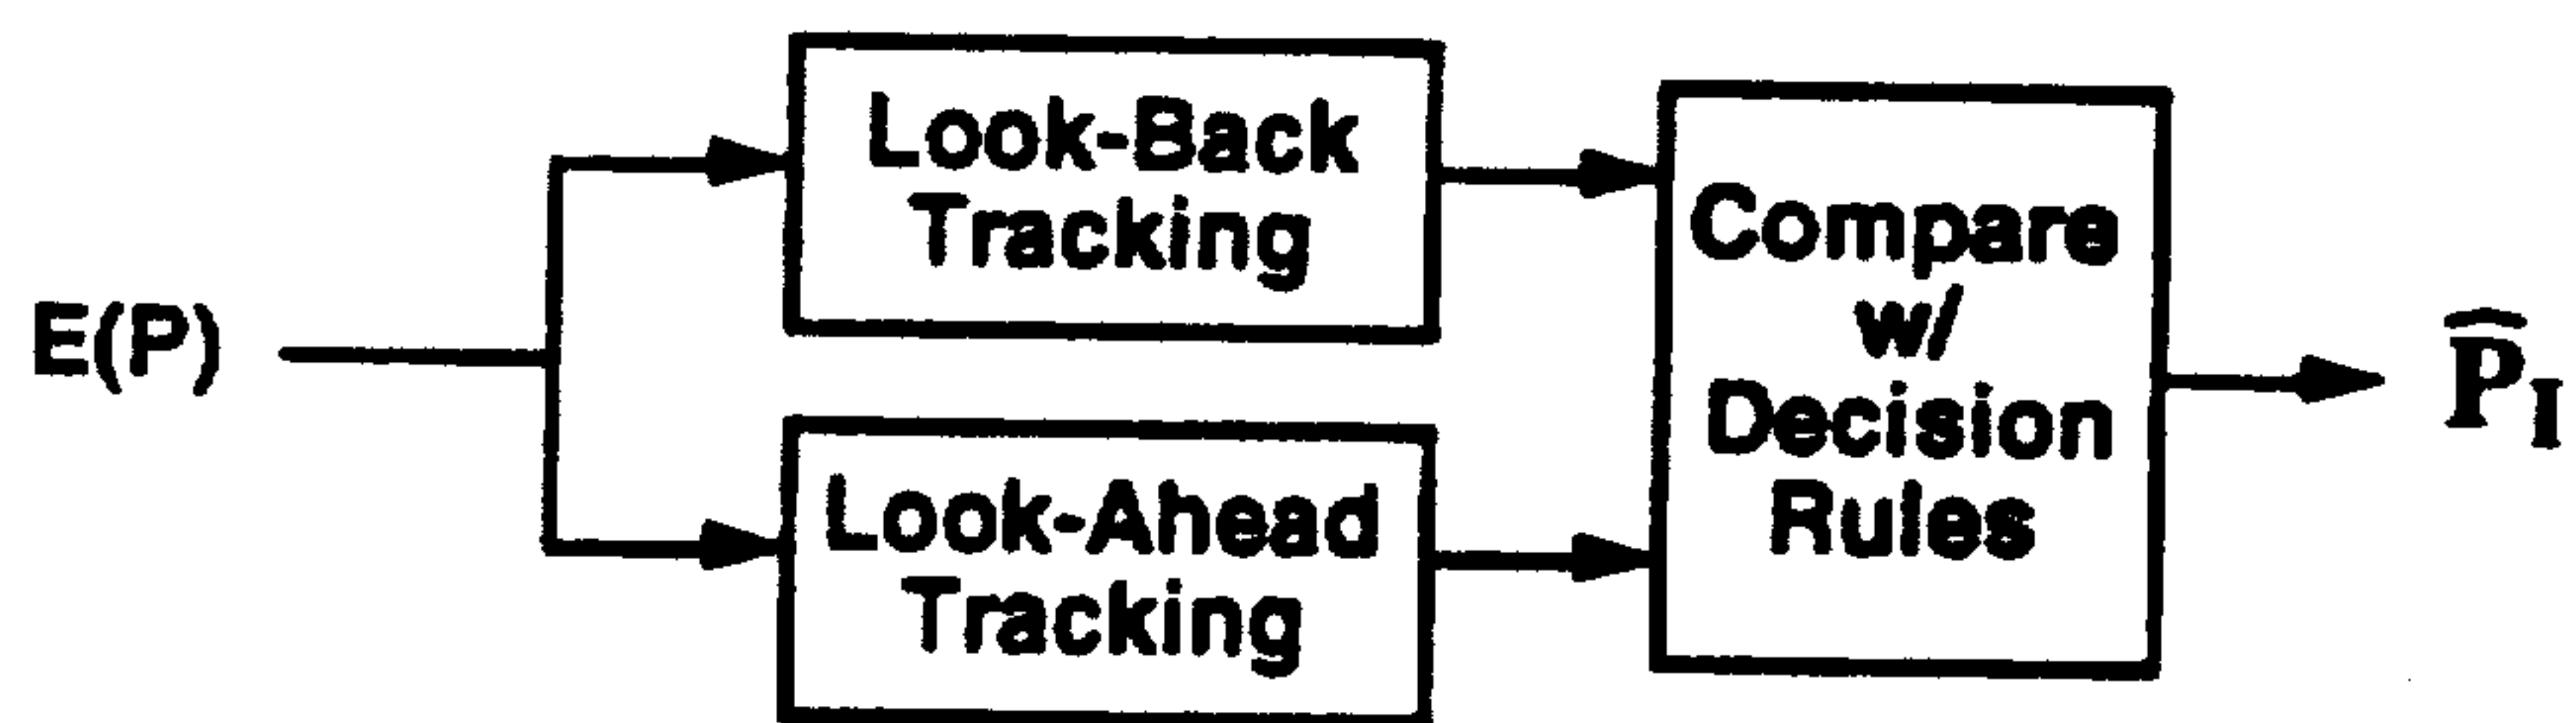 E(P)
Look-Back
Tracking
Look-Ahead
Tracking
Compare
w/
Decision
Rules
P̂I